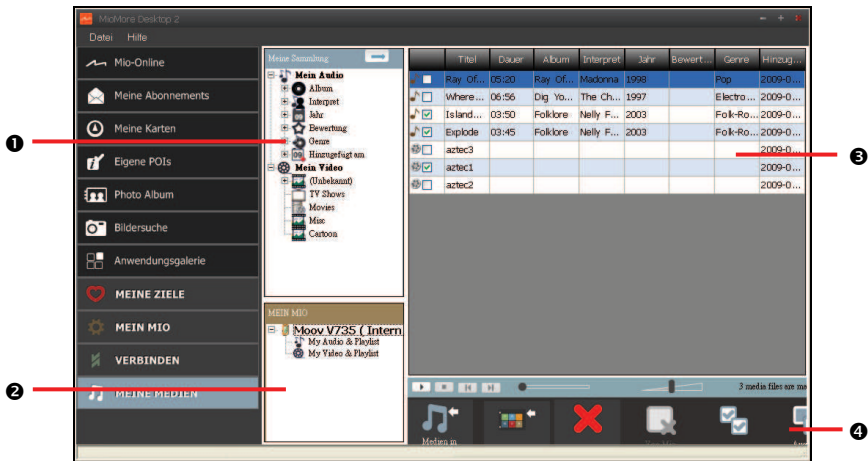 MioMore Desktop 2
Datei Hilfe
Mio-Online
Meine Abonnements
Meine Karten
Eigene POIs
Photo Album
Bildersuche
Anwendungsgalerie
MEINE ZIELE
MEIN MIO
VERBINDEN
MEINE MEDIEN
Meine Sammlung
Mein Audio
Album
Interpret
Jahr
Bewertung
Genre
Hinzugefügt am
Mein Video
(Unbekannt)
TV Shows
Movies
Misc
Cartoon
MEIN MIO
Moov V735 ( Intern
My Audio & Playlist
My Video & Playlist
Titel Dauer Album Interpret Jahr Bewert... Genre Hinzug...
Ray Of... 05:20 Ray Of... Madonna 1998 Pop 2009-0...
Where... 06:56 Dig Yo... The Ch... 1997 Electro... 2009-0...
Island... 03:50 Folklore Nelly F... 2003 Folk-Ro... 2009-0...
Explode 03:45 Folklore Nelly F... 2003 Folk-Ro... 2009-0...
aztec3 2009-0...
aztec1 2009-0...
aztec2 2009-0...
3 media files are me
Medien in
❶
❷
❸
❹